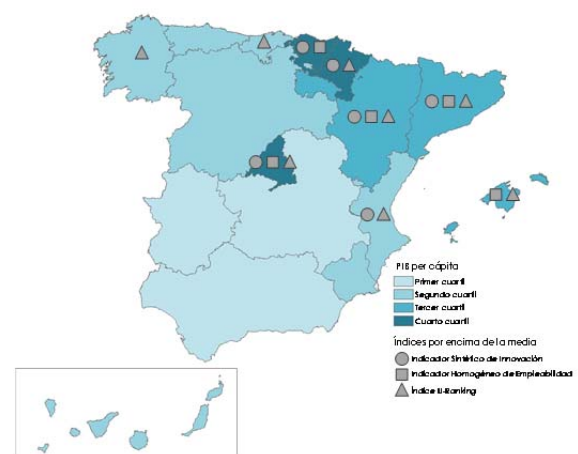 PIB per cápita
Primer cuartil
Segundo cuartil
Tercer cuartil
Cuarto cuartil
Índices por encima de la media
Indicador Sintético de Innovación
Indicador Homogéneo de Empleabilidad
Índice U-Ranking